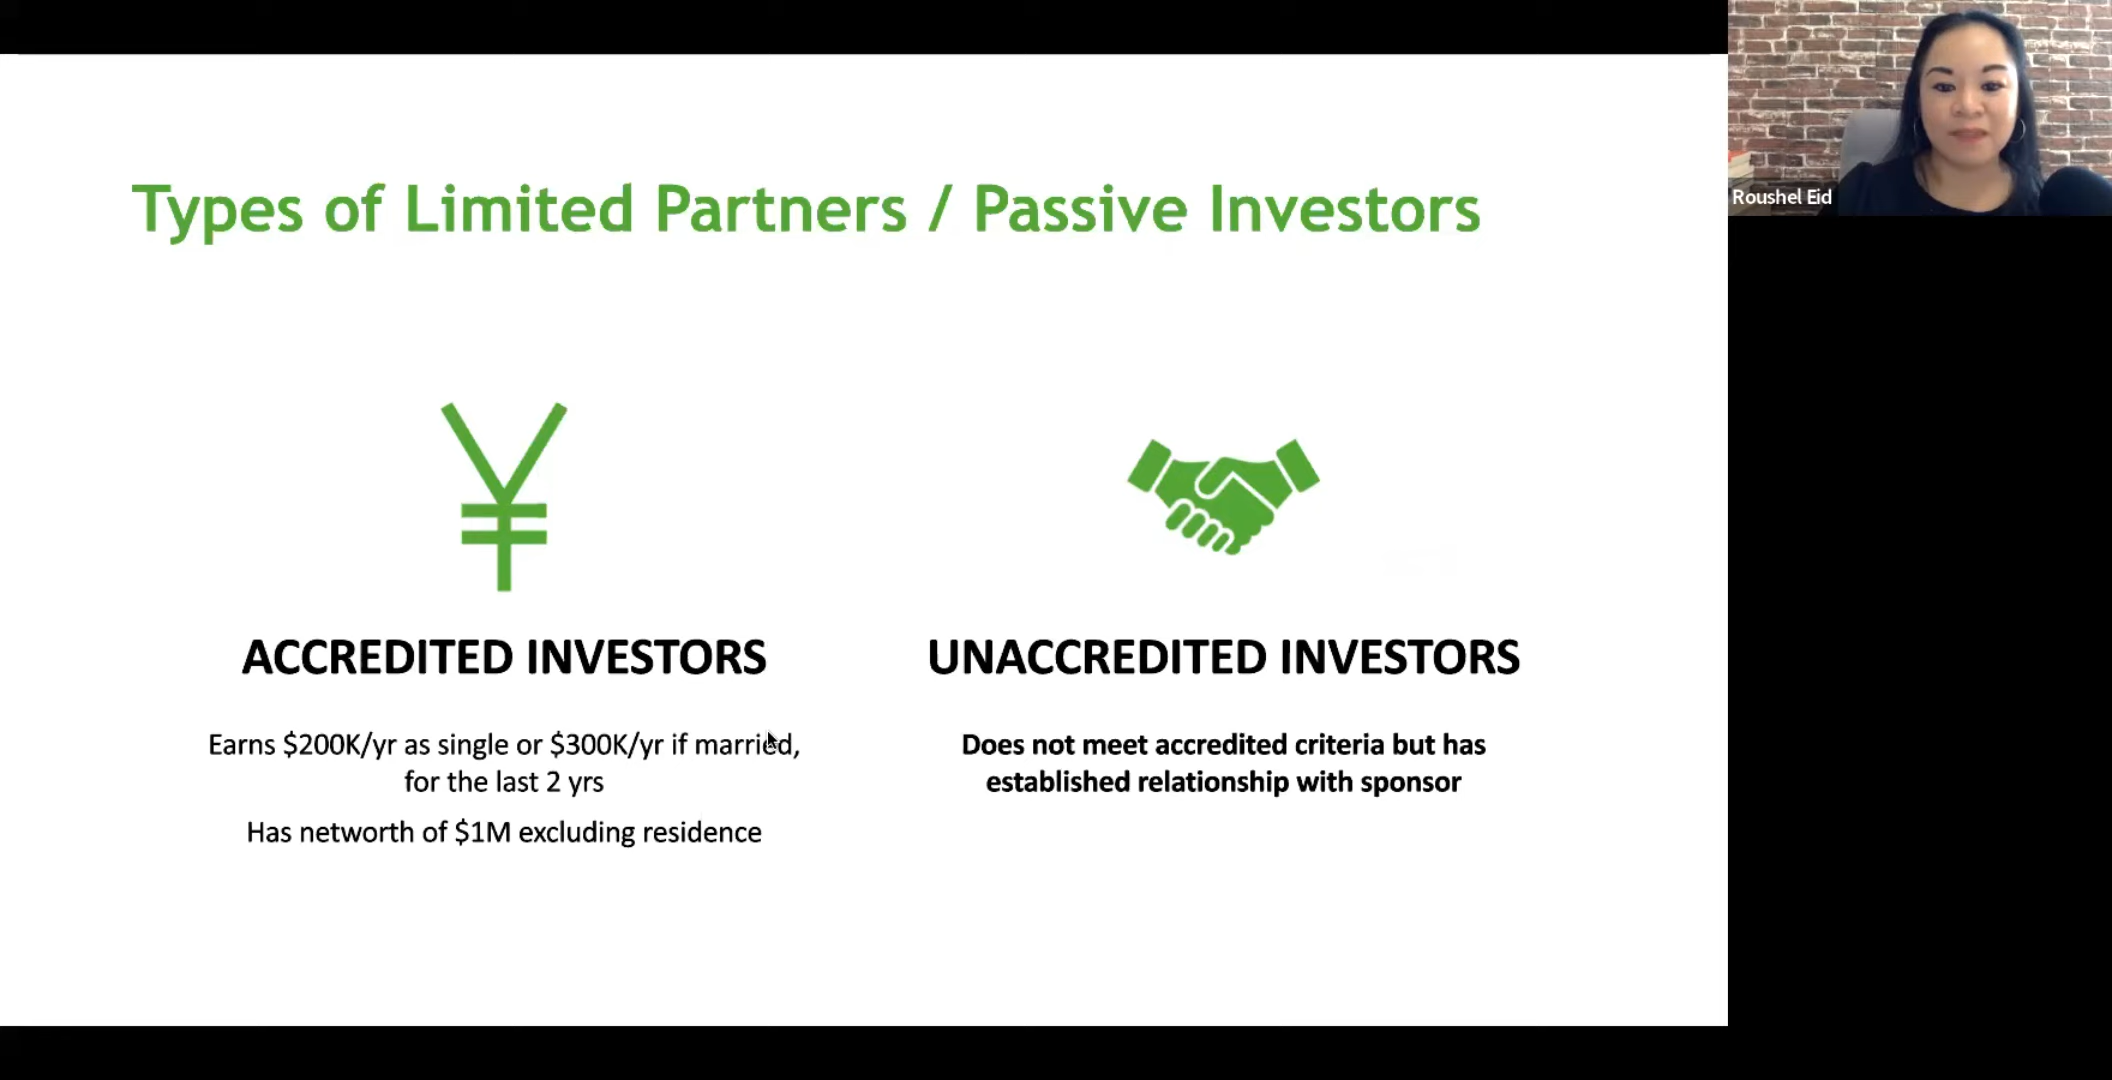 Types of Limited Partners / Passive Investors
Roushel Eid
ACCREDITED INVESTORS
Earns $200K/yr as single or $300K/yr if married,
for the last 2 yrs
Has networth of $1M excluding residence
UNACCREDITED INVESTORS
Does not meet accredited criteria but has
established relationship with sponsor